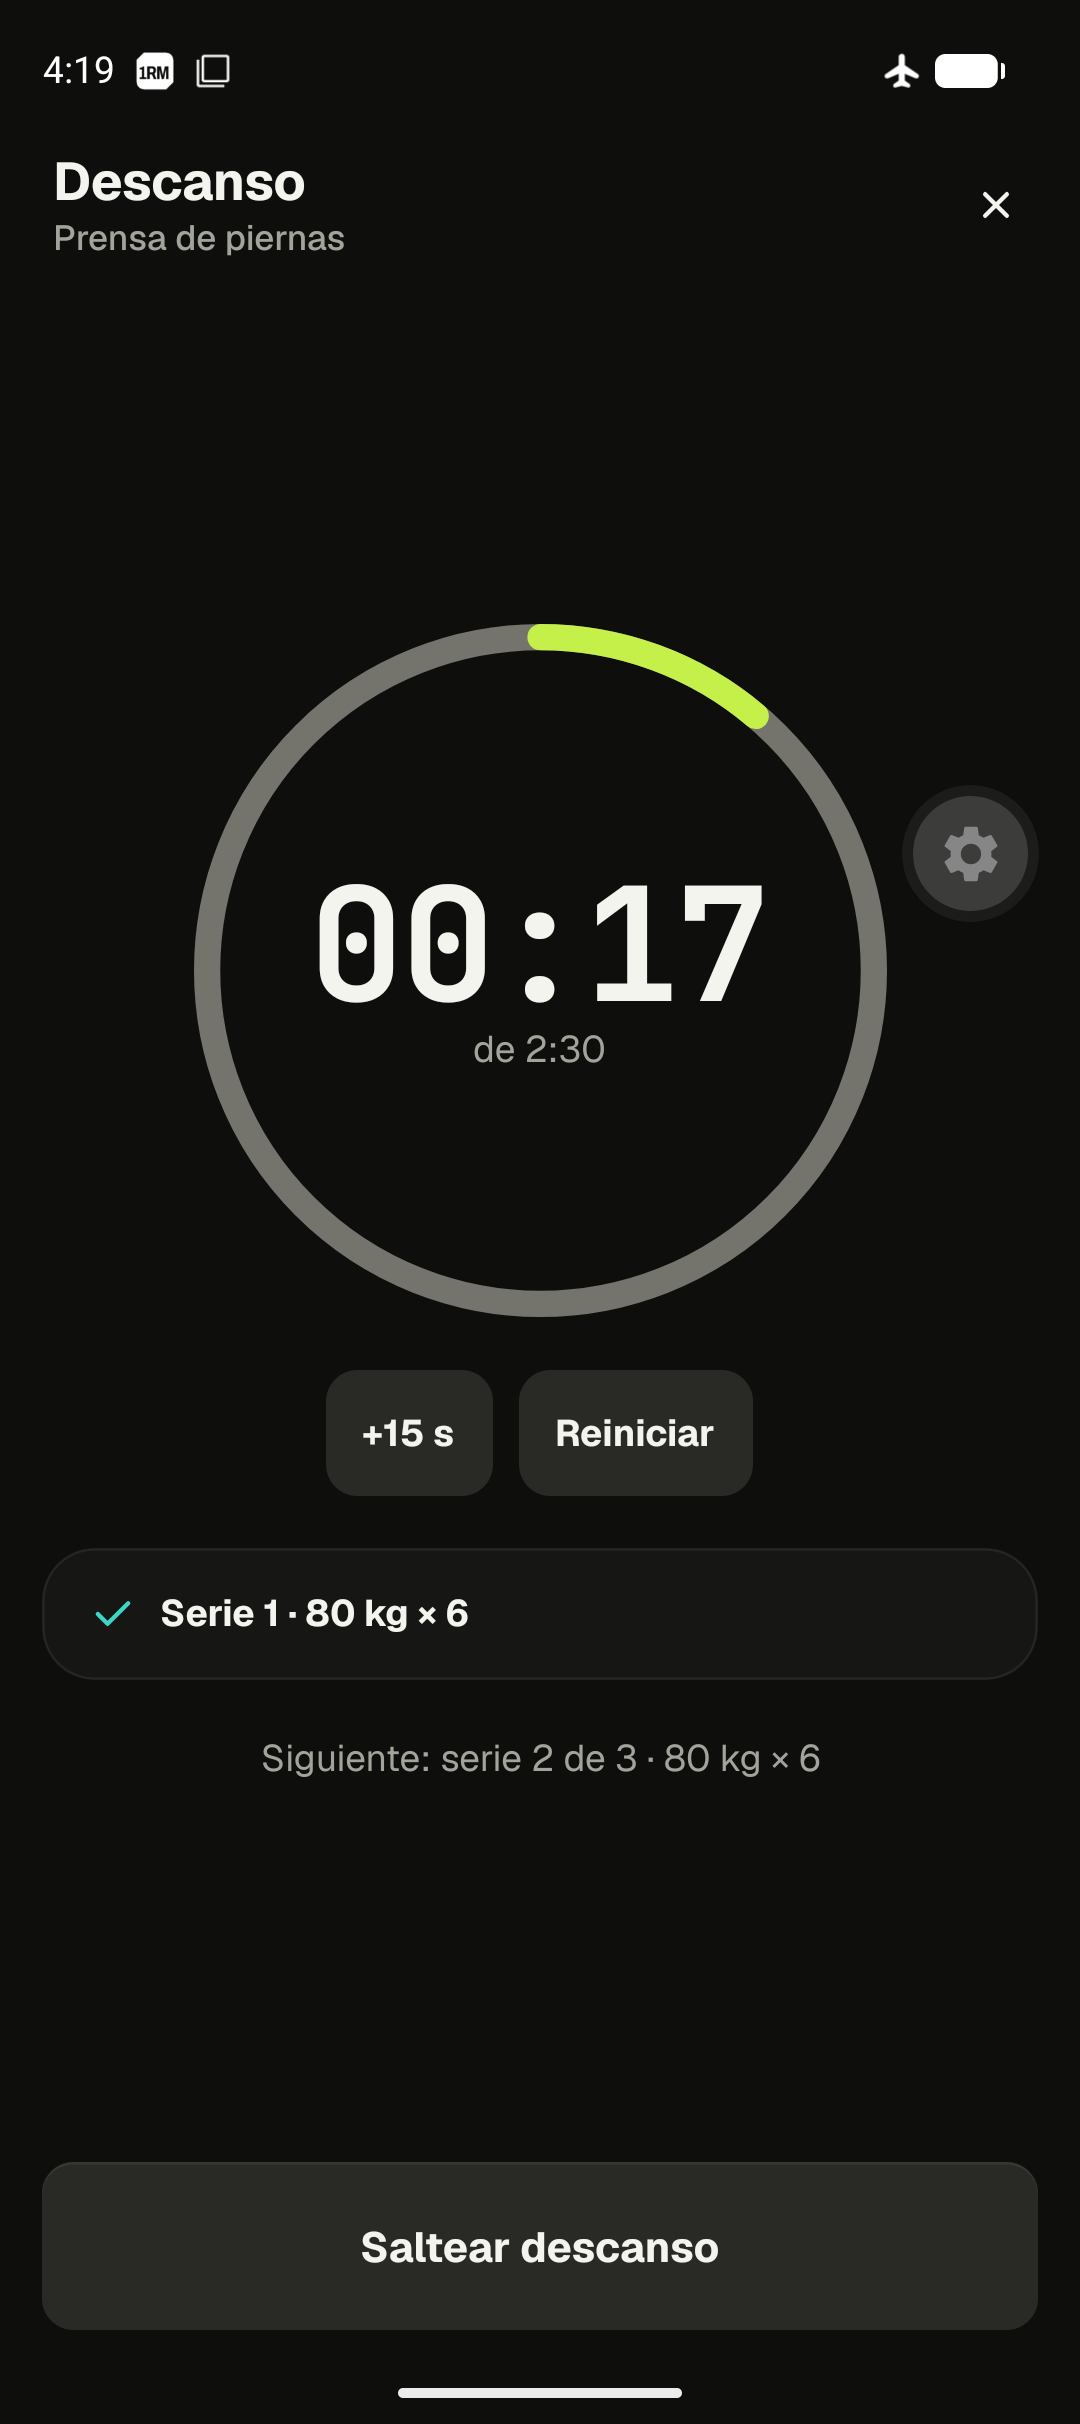 4:19 1RM
Descanso
Prensa de piernas
00:17
de 2:30
+15 s
Reiniciar
Serie 1 · 80 kg × 6
Siguiente: serie 2 de 3 · 80 kg × 6
Saltear descanso